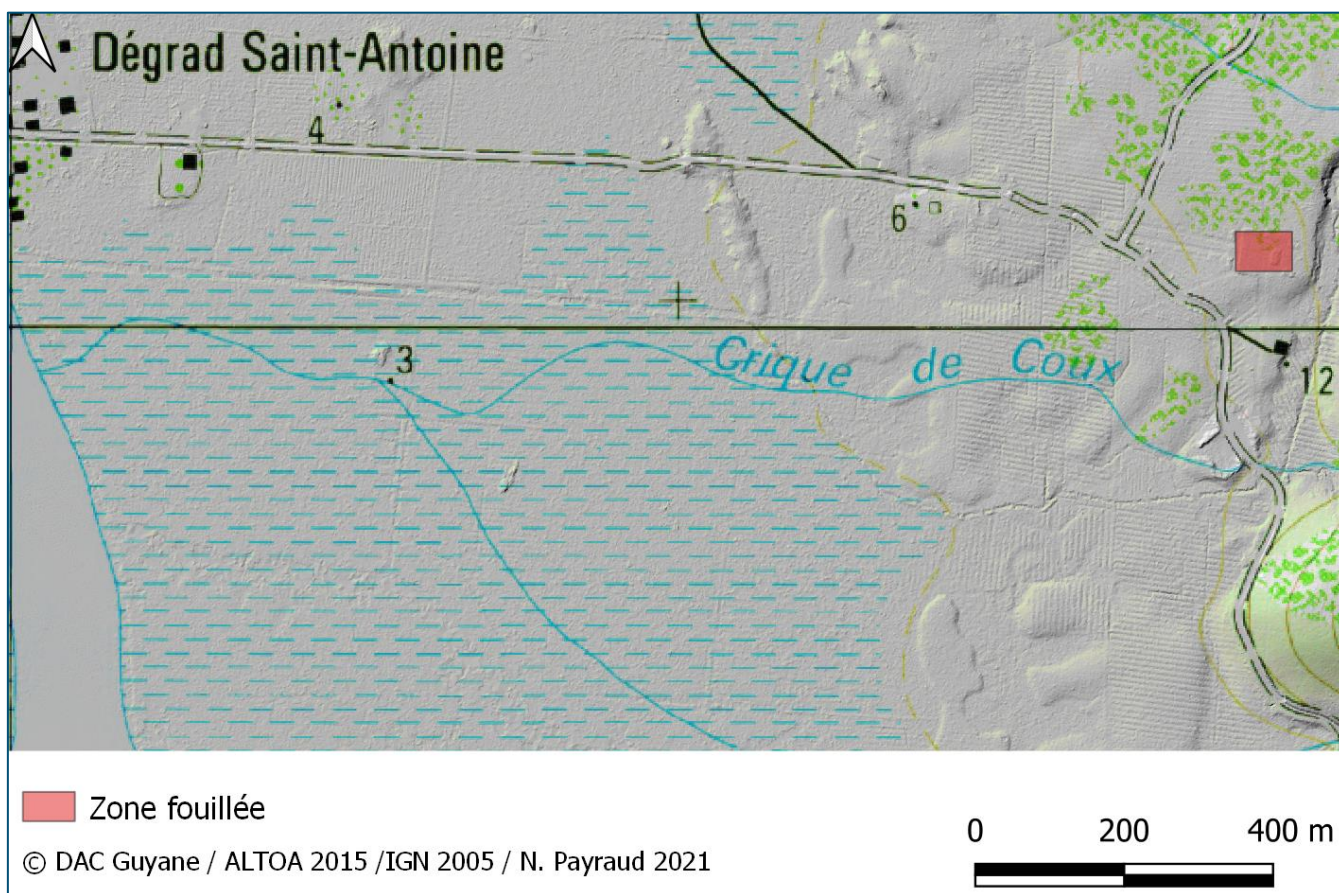 Dégrad Saint-Antoine
4
6
3
Crique de Coux
12
Zone fouillée
0 200 400 m
© DAC Guyane / ALTOA 2015 /IGN 2005 / N. Payraud 2021